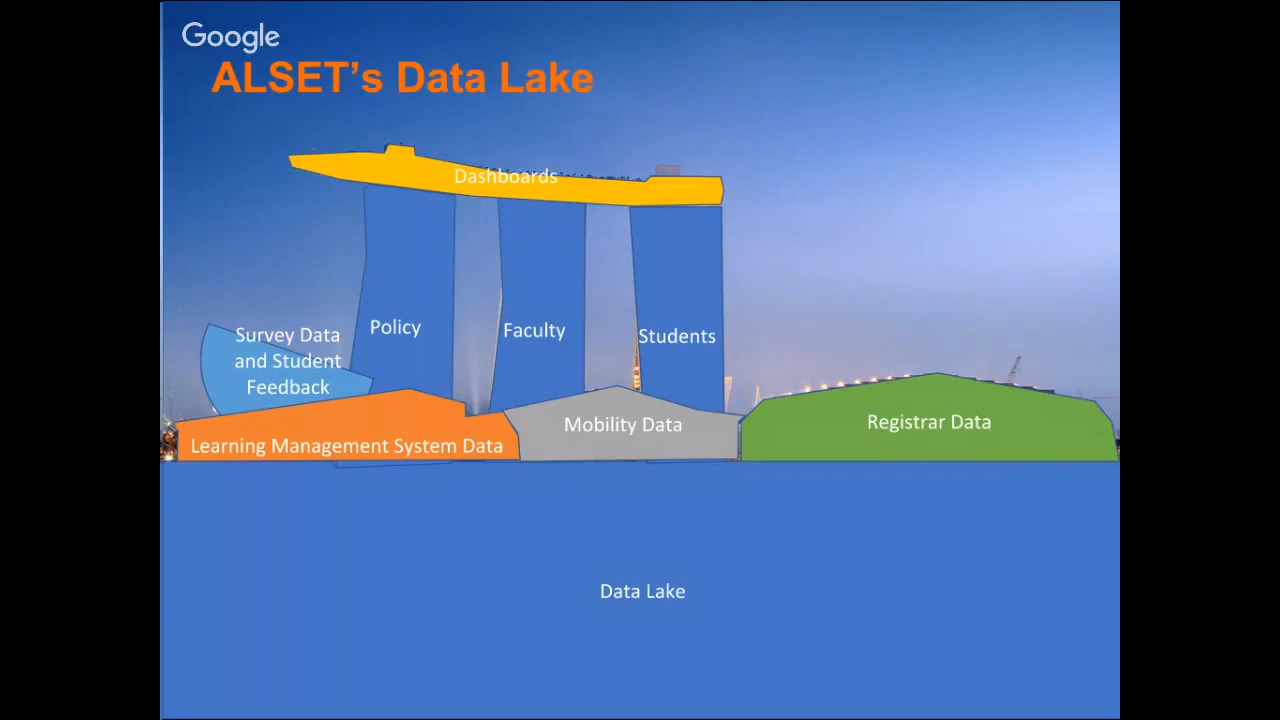 Google
ALSET’s Data Lake
Dashboards
Policy
Faculty
Students
Survey Data
and Student
Feedback
Learning Management System Data
Mobility Data
Registrar Data
Data Lake